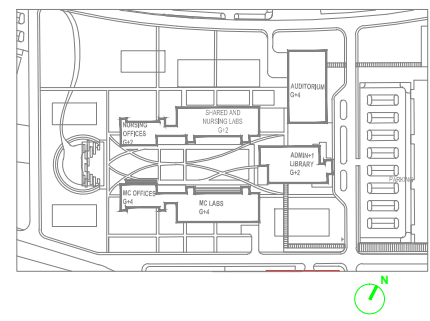 SHARED AND
NURSING LABS
G+2
AUDITORIUM
G+4
NURSING
OFFICES
G+2
ADMIN+1
LIBRARY
G+2
PARKING
MC OFFICES
G+4
MC LABS
G+4
N